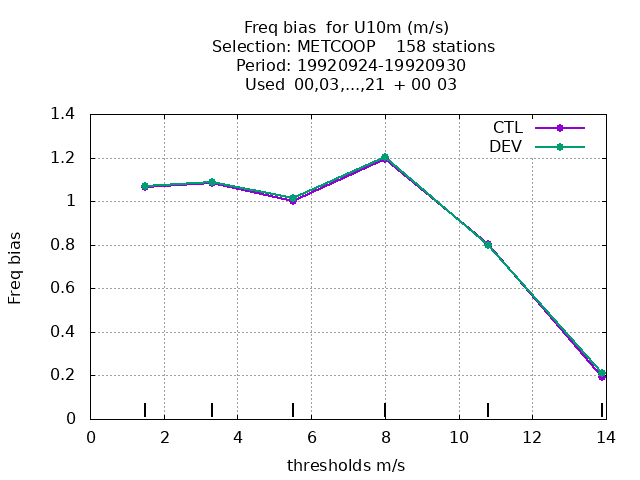 Freq bias  for U10m (m/s)
Selection: METCOOP    158 stations
Period: 19920924-19920930
Used  00,03,...,21  + 00 03
CTL
DEV
1.4
1.2
1
0.8
0.6
0.4
0.2
0
Freq bias
0 2 4 6 8 10 12 14
thresholds m/s